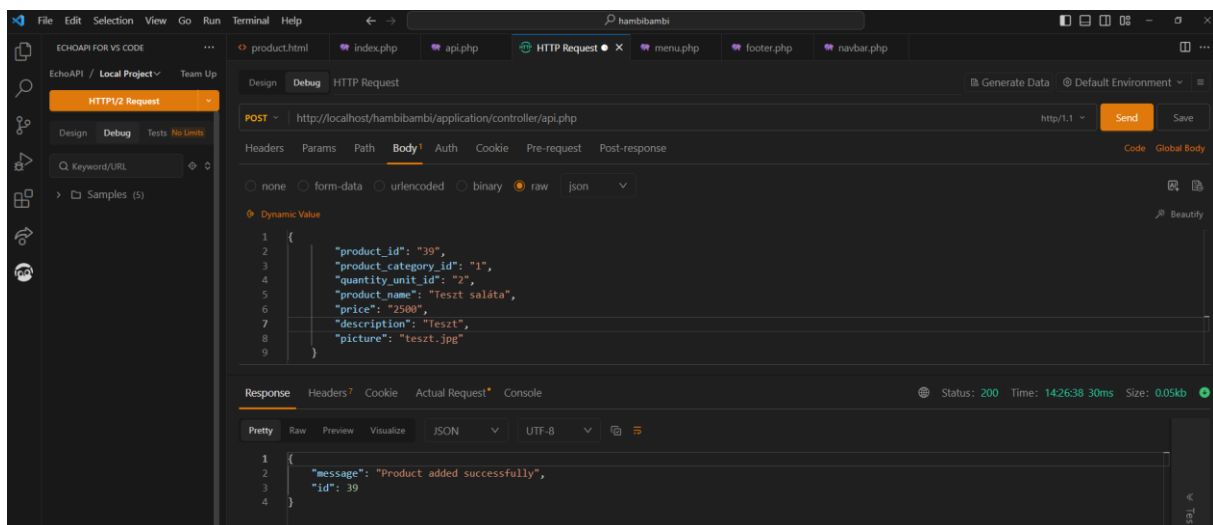 File Edit Selection View Go Run Terminal Help hambibambi
ECHOAPI FOR VS CODE ...
product.html index.php api.php HTTP Request menu.php footer.php navbar.php
EchoAPI / Local Project Team Up
HTTP1/2 Request
Design Debug Tests No Limits
Keyword/URL
Samples (5)
Design Debug HTTP Request Generate Data Default Environment
POST http://localhost/hambibambi/application/controller/api.php http/1.1 Send Save
Headers Params Path Body 1 Auth Cookie Pre-request Post-response Code Global Body
none form-data urlencoded binary raw json
Dynamic Value Beautify
1 {
2 "product_id": "39",
3 "product_category_id": "1",
4 "quantity_unit_id": "2",
5 "product_name": "Teszt saláta",
6 "price": "2500",
7 "description": "Teszt",
8 "picture": "teszt.jpg"
9 }
Response Headers 7 Cookie Actual Request Console Status: 200 Time: 14:26:38 30ms Size: 0.05kb
Pretty Raw Preview Visualize JSON UTF-8
1 {
2 "message": "Product added successfully",
3 "id": 39
4 }